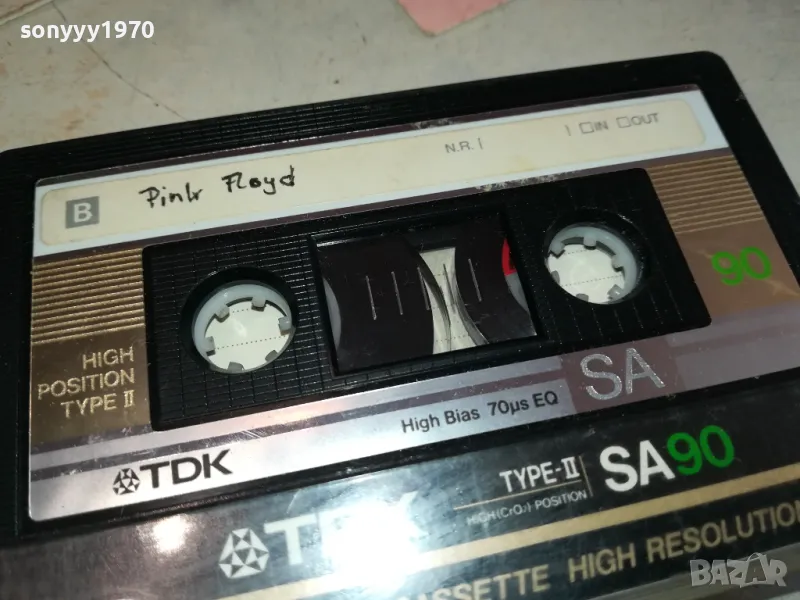 sonyyy1970
N.R. IN OUT
B Pink Floyd
90
HIGH
POSITION
TYPE II
SA
High Bias 70µs EQ
TDK
TYPE-II SA90
HIGH(CrO₂) POSITION
TDK
CASSETTE HIGH RESOLUTION
BAZAR